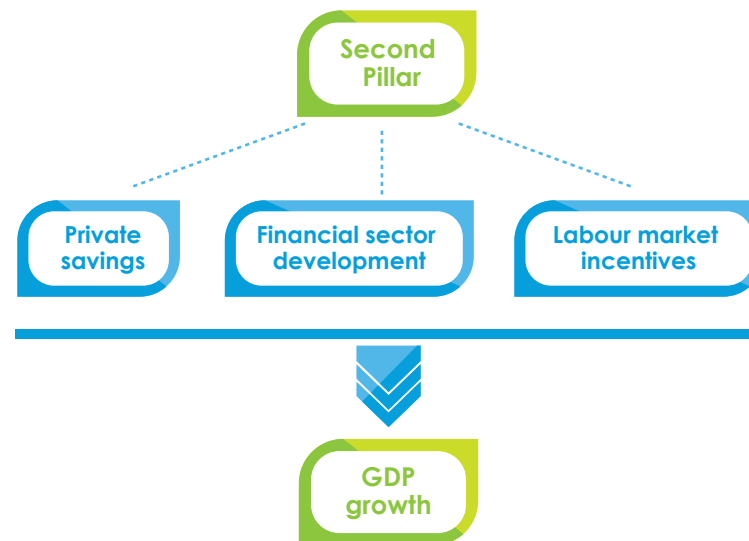 Second
Pillar
Private
savings
Financial sector
development
Labour market
incentives
GDP
growth